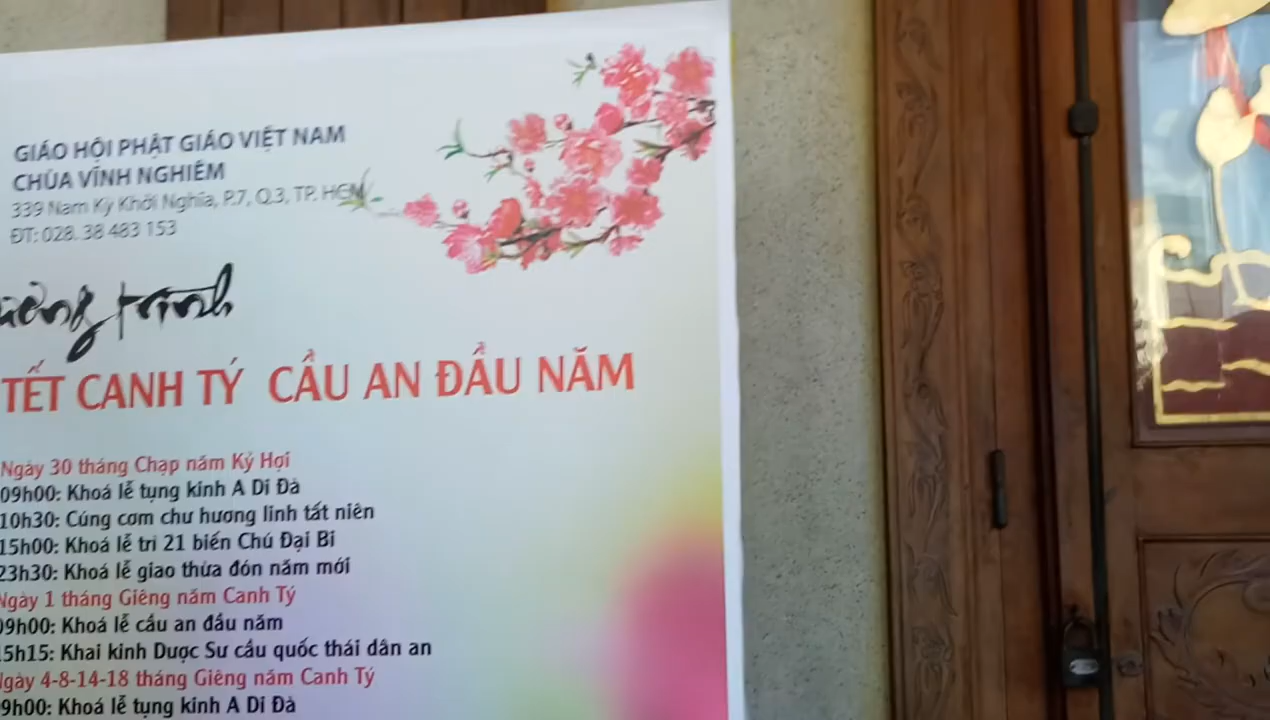 GIÁO HỘI PHẬT GIÁO VIỆT NAM
CHÙA VĨNH NGHIÊM
339 Nam Kỳ Khởi Nghĩa, P.7, Q.3, TP. HCM
ĐT: 028. 38 483 153
trình
TẾT CANH TÝ CẦU AN ĐẦU NĂM
Ngày 30 tháng Chạp năm Kỷ Hợi
09h00: Khoá lễ tụng kinh A Di Đà
10h30: Cúng cơm chư hương linh tất niên
15h00: Khoá lễ trì 21 biến Chú Đại Bi
23h30: Khoá lễ giao thừa đón năm mới
Ngày 1 tháng Giêng năm Canh Tý
09h00: Khoá lễ cầu an đầu năm
15h15: Khai kinh Dược Sư cầu quốc thái dân an
Ngày 4-8-14-18 tháng Giêng năm Canh Tý
9h00: Khoá lễ tụng kinh A Di Đà